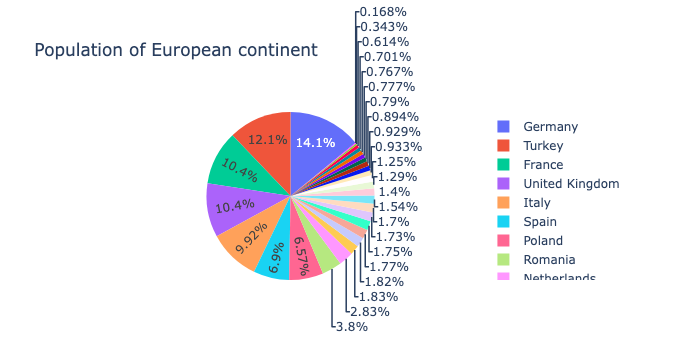 Population of European continent
0.168%
0.343%
0.614%
0.701%
0.767%
0.777%
0.79%
0.894%
0.929%
0.933%
1.25%
1.29%
1.4%
1.54%
1.7%
1.73%
1.75%
1.77%
1.82%
1.83%
2.83%
3.8%
14.1%
12.1%
10.4%
10.4%
9.92%
6.9%
6.57%
Germany
Turkey
France
United Kingdom
Italy
Spain
Poland
Romania
Netherlands